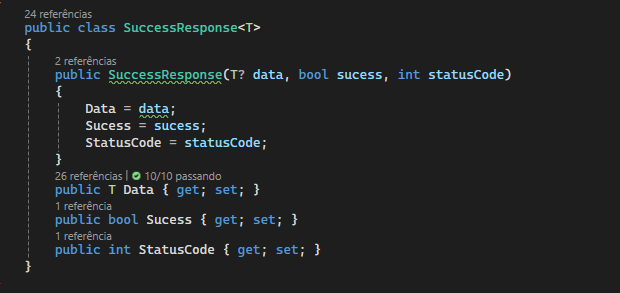 24 referências
public class SuccessResponse<T>
{
2 referências
public SuccessResponse(T? data, bool sucess, int statusCode)
{
Data = data;
Sucess = sucess;
StatusCode = statusCode;
}
26 referências | 10/10 passando
public T Data { get; set; }
1 referência
public bool Sucess { get; set; }
1 referência
public int StatusCode { get; set; }
}